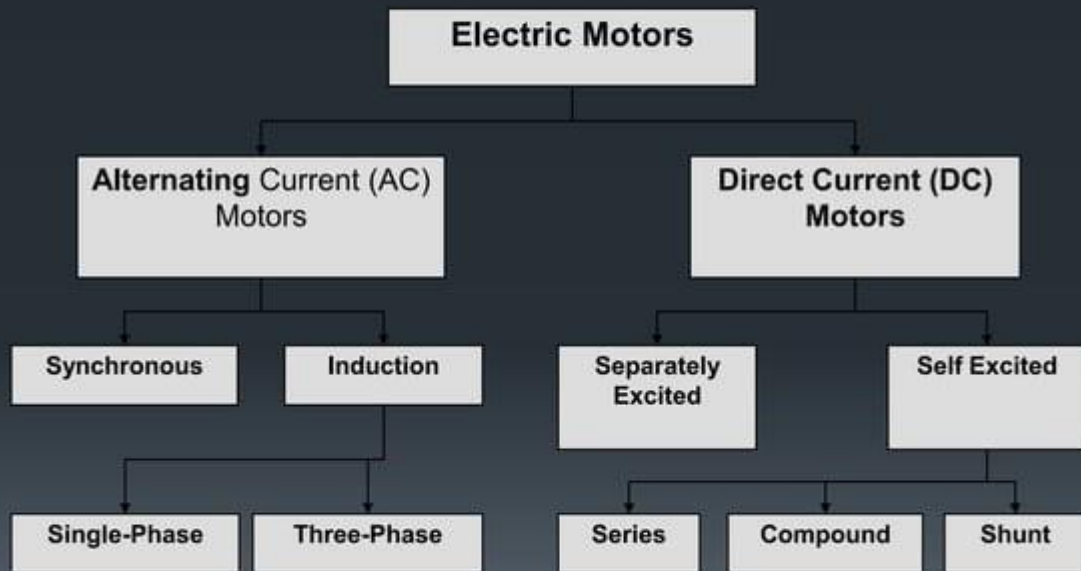 Electric Motors
Alternating Current (AC)
Motors
Direct Current (DC)
Motors
Synchronous
Induction
Separately
Excited
Self Excited
Single-Phase
Three-Phase
Series
Compound
Shunt